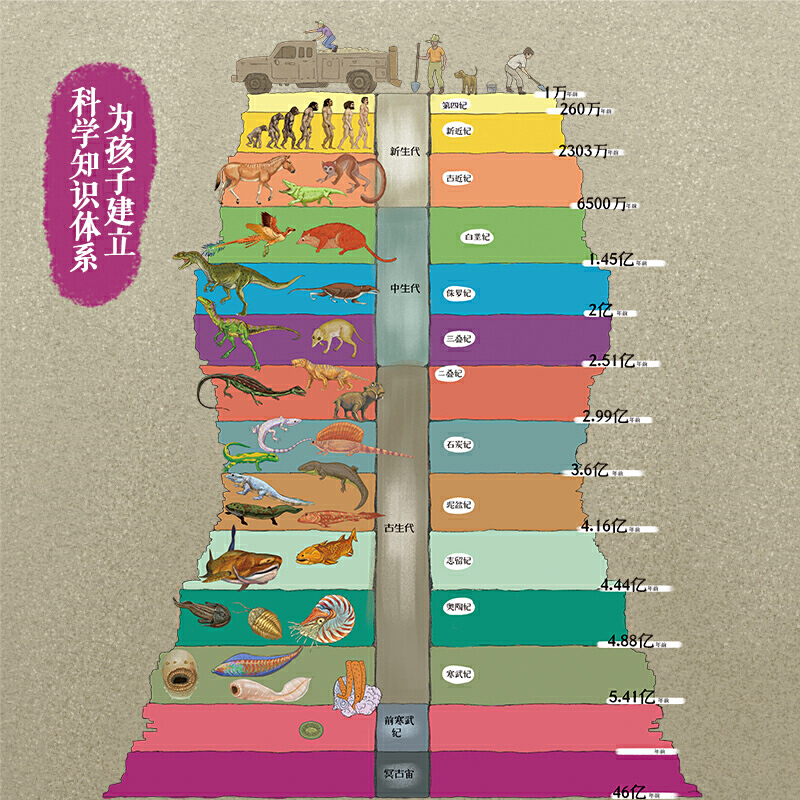 为孩子建立
科学知识体系
1万年前
第四纪
260万年前
新近纪
新生代
2303万年前
古近纪
6500万年前
白垩纪
1.45亿年前
中生代
侏罗纪
2亿年前
三叠纪
2.51亿年前
二叠纪
2.99亿年前
石炭纪
3.6亿年前
泥盆纪
古生代
4.16亿年前
志留纪
4.44亿年前
奥陶纪
4.88亿年前
寒武纪
5.41亿年前
前寒武
纪
年前
冥古宙
46亿年前